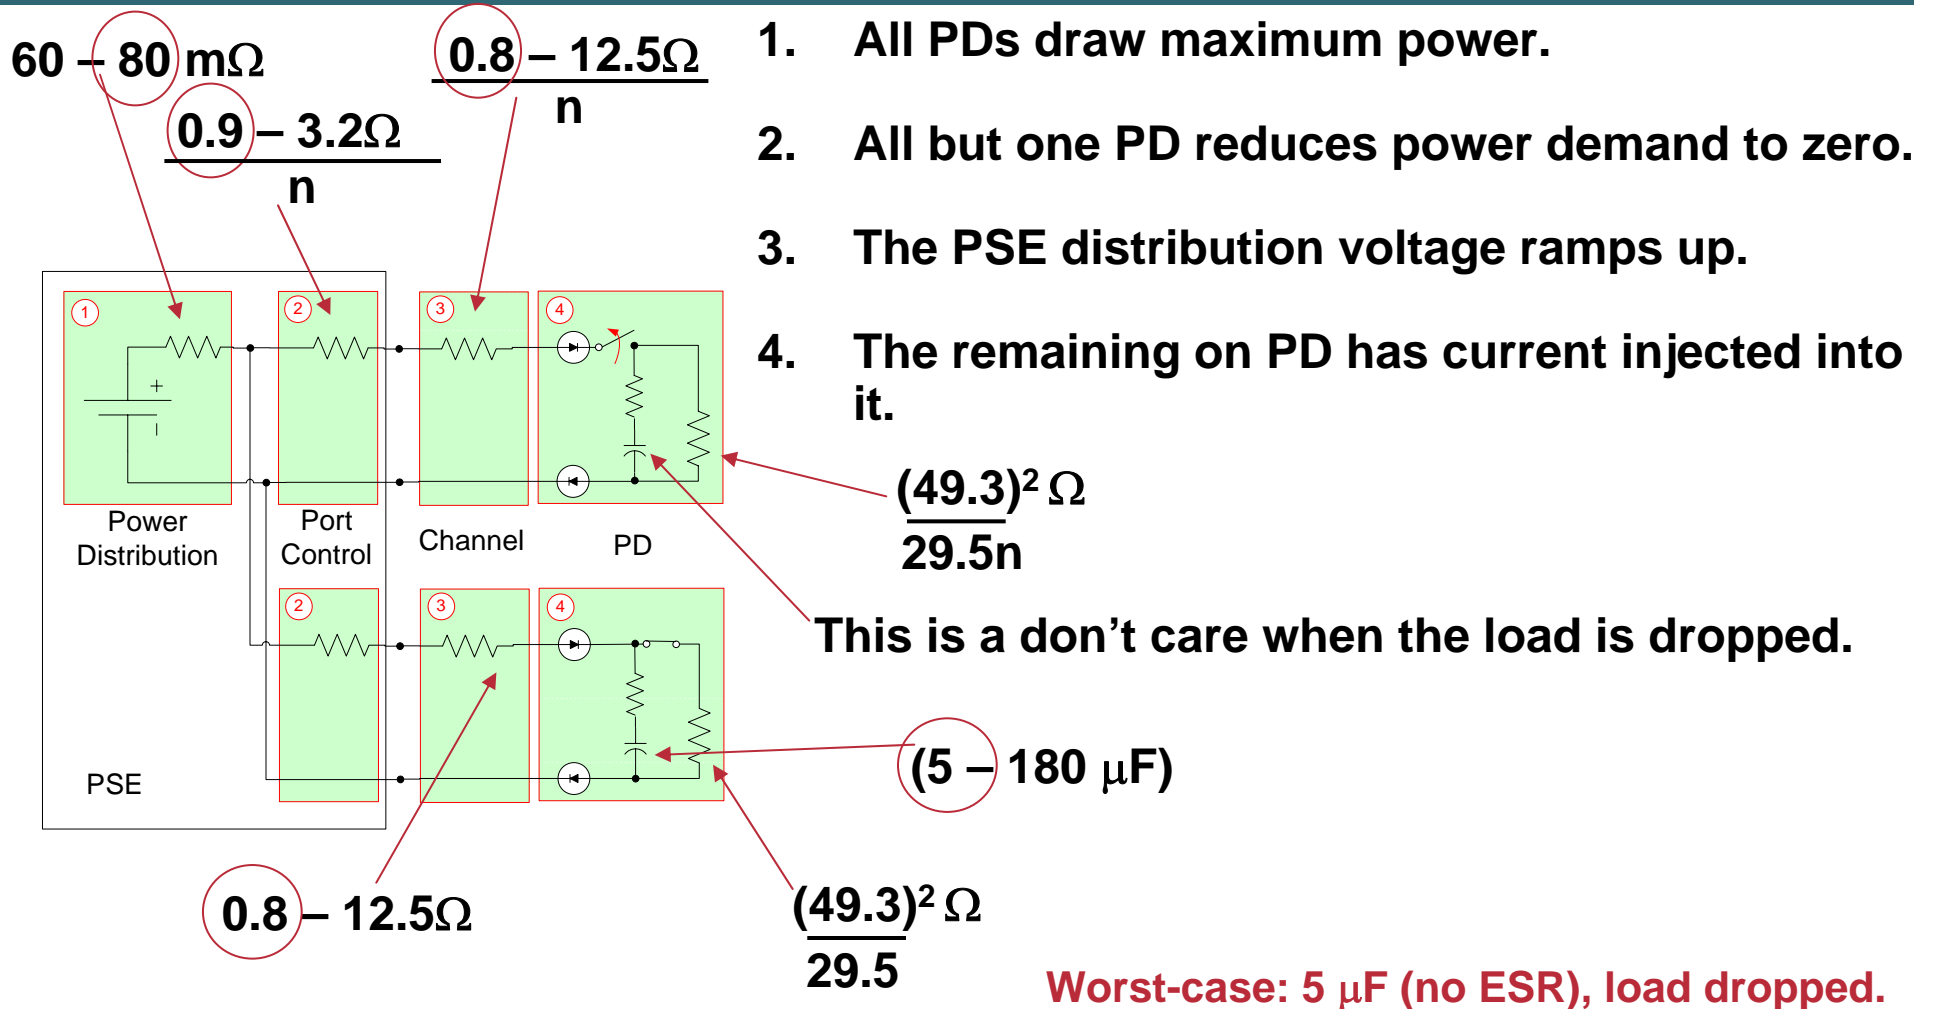 60 – 80 mΩ
0.9 – 3.2Ω
n
0.8 – 12.5Ω
n
1. All PDs draw maximum power.
2. All but one PD reduces power demand to zero.
3. The PSE distribution voltage ramps up.
4. The remaining on PD has current injected into
it.
1
2
3
4
+
–
Power
Distribution
Port
Control
Channel
PD
(49.3)² Ω
29.5n
This is a don’t care when the load is dropped.
2
3
4
PSE
(5 – 180 μF)
0.8 – 12.5Ω
(49.3)² Ω
29.5
Worst-case: 5 μF (no ESR), load dropped.